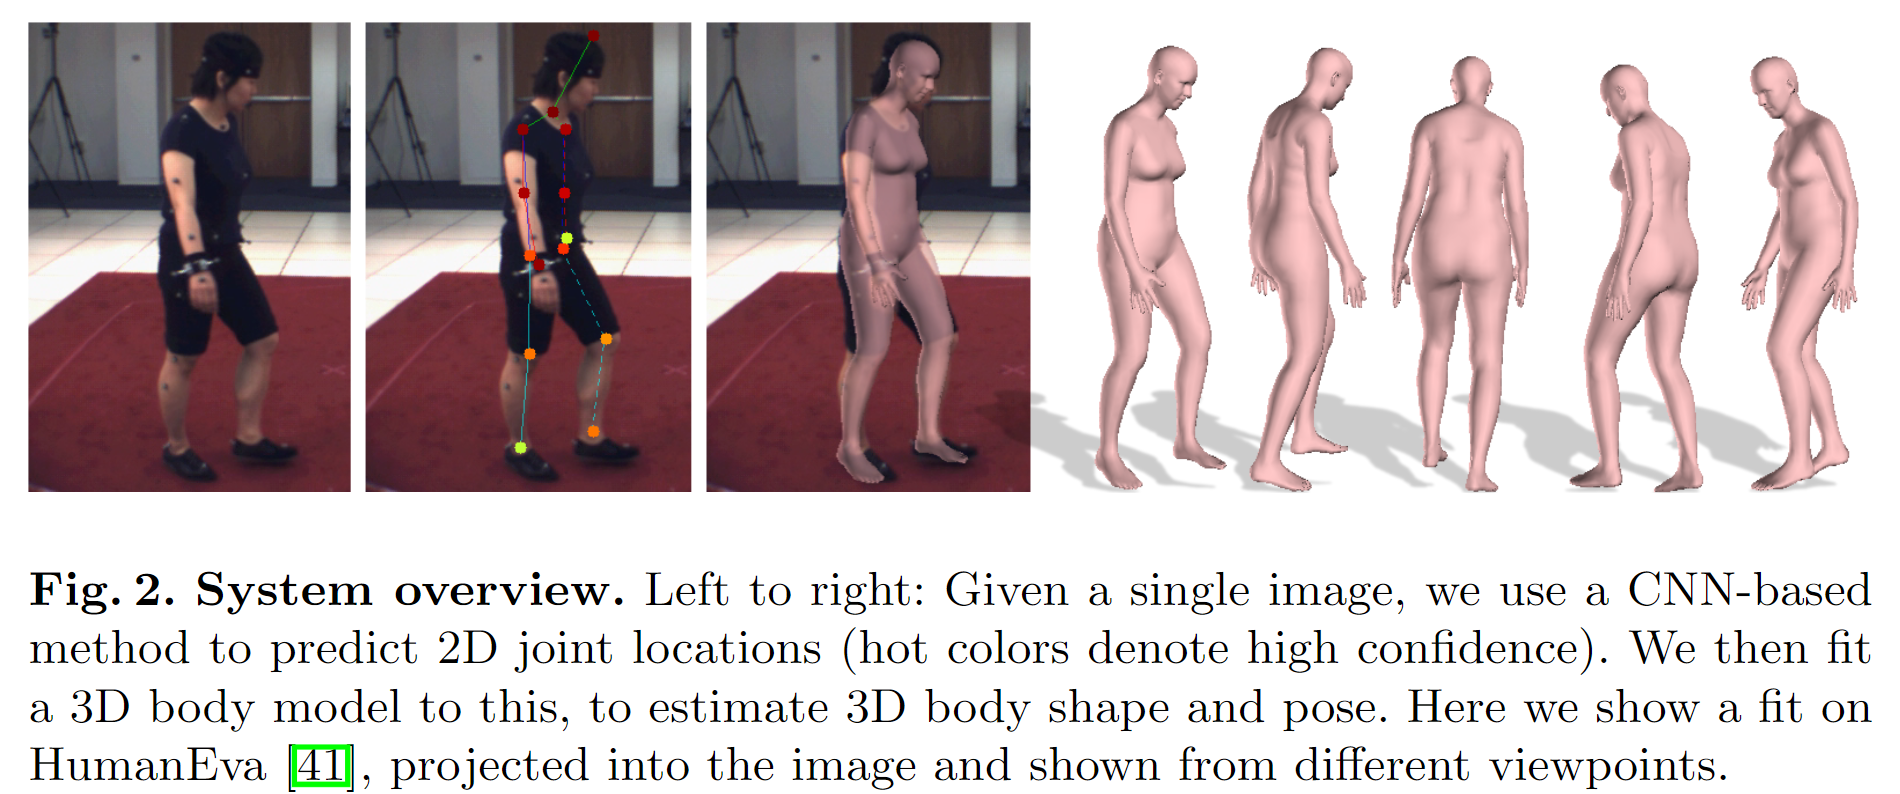 Fig. 2. System overview. Left to right: Given a single image, we use a CNN-based
method to predict 2D joint locations (hot colors denote high confidence). We then fit
a 3D body model to this, to estimate 3D body shape and pose. Here we show a fit on
HumanEva [41], projected into the image and shown from different viewpoints.